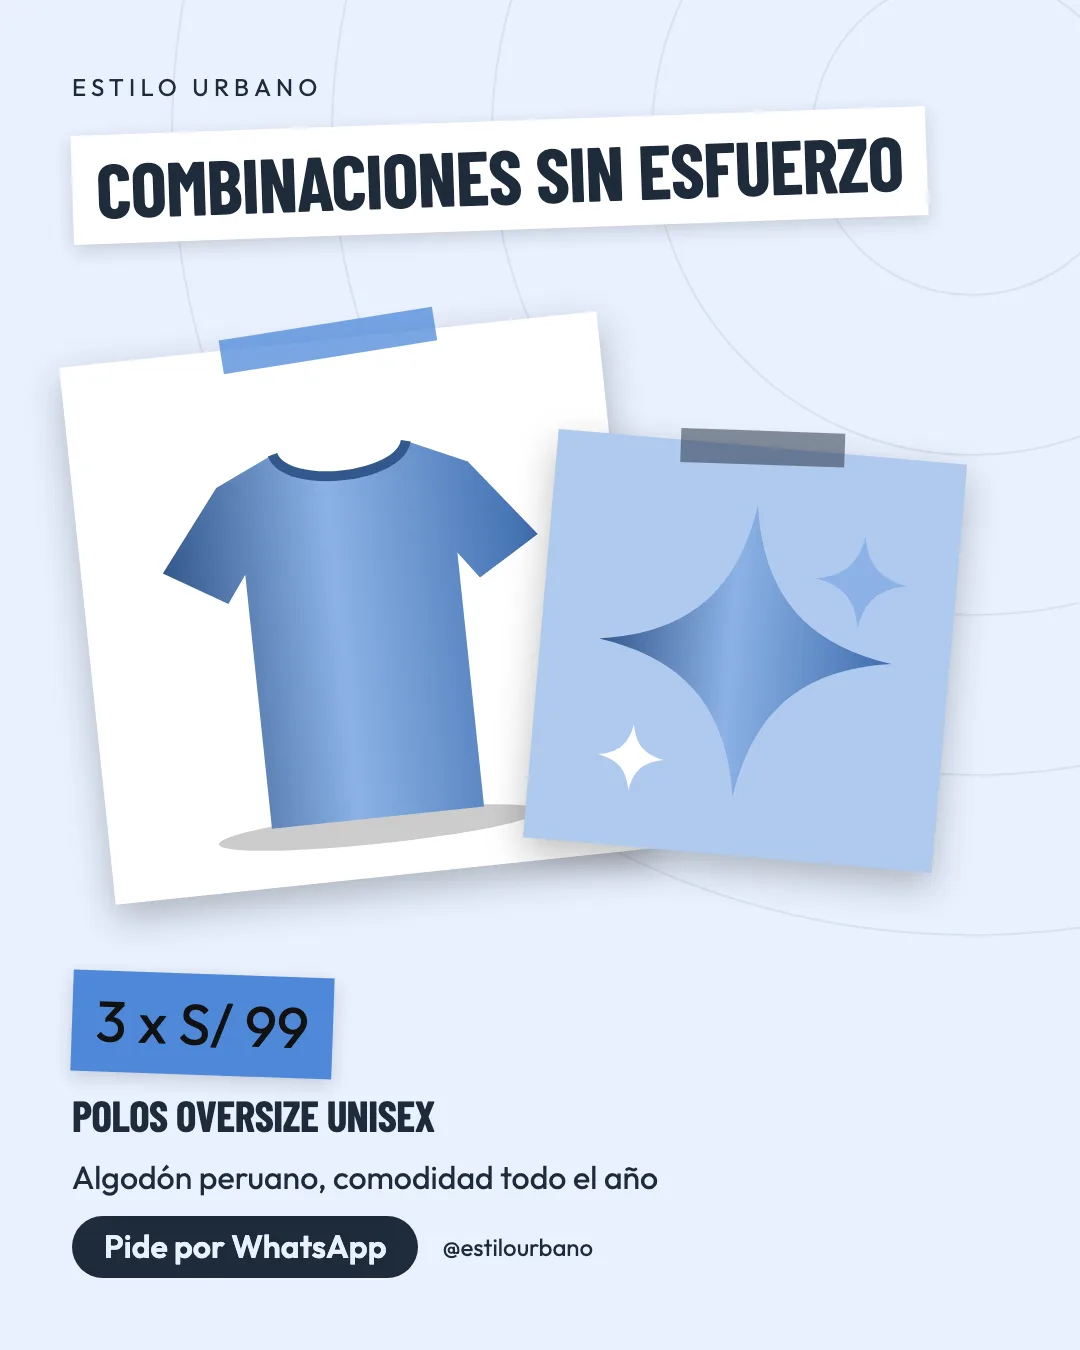 ESTILO URBANO
COMBINACIONES SIN ESFUERZO
3 x S/ 99
POLOS OVERSIZE UNISEX
Algodón peruano, comodidad todo el año
Pide por WhatsApp
@estilourbano